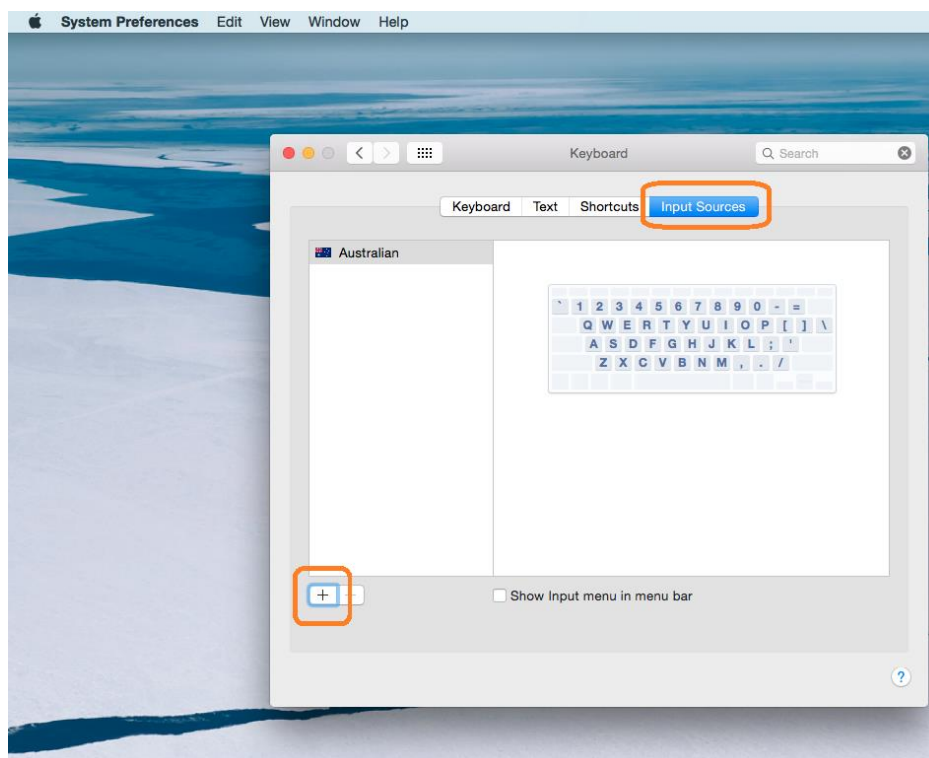 System Preferences Edit View Window Help
Keyboard
Search
Keyboard Text Shortcuts Input Sources
Australian
` 1 2 3 4 5 6 7 8 9 0 - =
Q W E R T Y U I O P [ ] \
A S D F G H J K L ; '
Z X C V B N M , . /
+ −
Show Input menu in menu bar
?